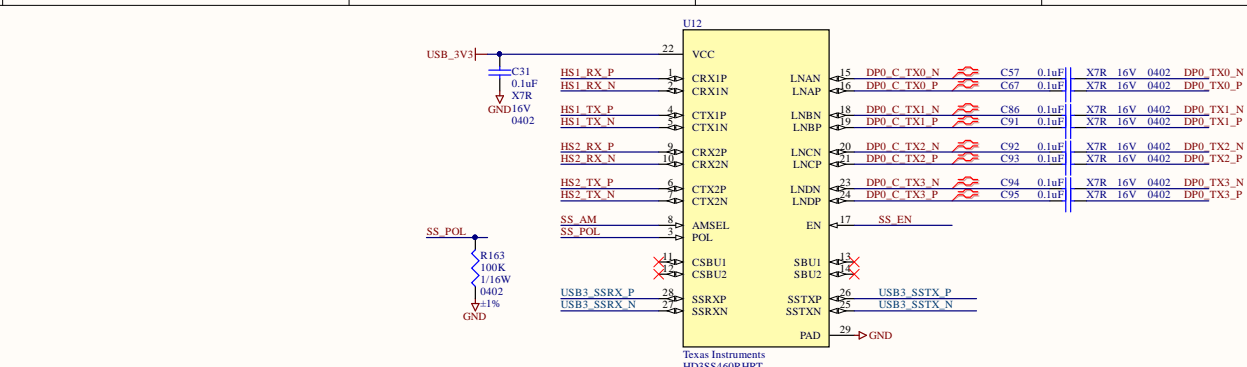 U12
USB_3V3 22 VCC
C31
0.1uF
X7R
GND 16V
0402
HS1_RX_P 1 CRX1P LNAN 15 DP0_C_TX0_N C57 0.1uF X7R 16V 0402 DP0_TX0_N
HS1_RX_N 2 CRX1N LNAP 16 DP0_C_TX0_P C67 0.1uF X7R 16V 0402 DP0_TX0_P
HS1_TX_P 4 CTX1P LNBN 18 DP0_C_TX1_N C86 0.1uF X7R 16V 0402 DP0_TX1_N
HS1_TX_N 5 CTX1N LNBP 19 DP0_C_TX1_P C91 0.1uF X7R 16V 0402 DP0_TX1_P
HS2_RX_P 9 CRX2P LNCN 20 DP0_C_TX2_N C92 0.1uF X7R 16V 0402 DP0_TX2_N
HS2_RX_N 10 CRX2N LNCP 21 DP0_C_TX2_P C93 0.1uF X7R 16V 0402 DP0_TX2_P
HS2_TX_P 6 CTX2P LNDN 23 DP0_C_TX3_N C94 0.1uF X7R 16V 0402 DP0_TX3_N
HS2_TX_N 7 CTX2N LNDP 24 DP0_C_TX3_P C95 0.1uF X7R 16V 0402 DP0_TX3_P
SS_AM 8 AMSEL EN 17 SS_EN
SS_POL SS_POL 3 POL
R163
100K
1/16W
0402
±1%
GND
11 CSBU1 SBU1 13
12 CSBU2 SBU2 14
USB3_SSRX_P 28 SSRXP SSTXP 26 USB3_SSTX_P
USB3_SSRX_N 27 SSRXN SSTXN 25 USB3_SSTX_N
PAD 29 GND
Texas Instruments
HD3SS460RHRT